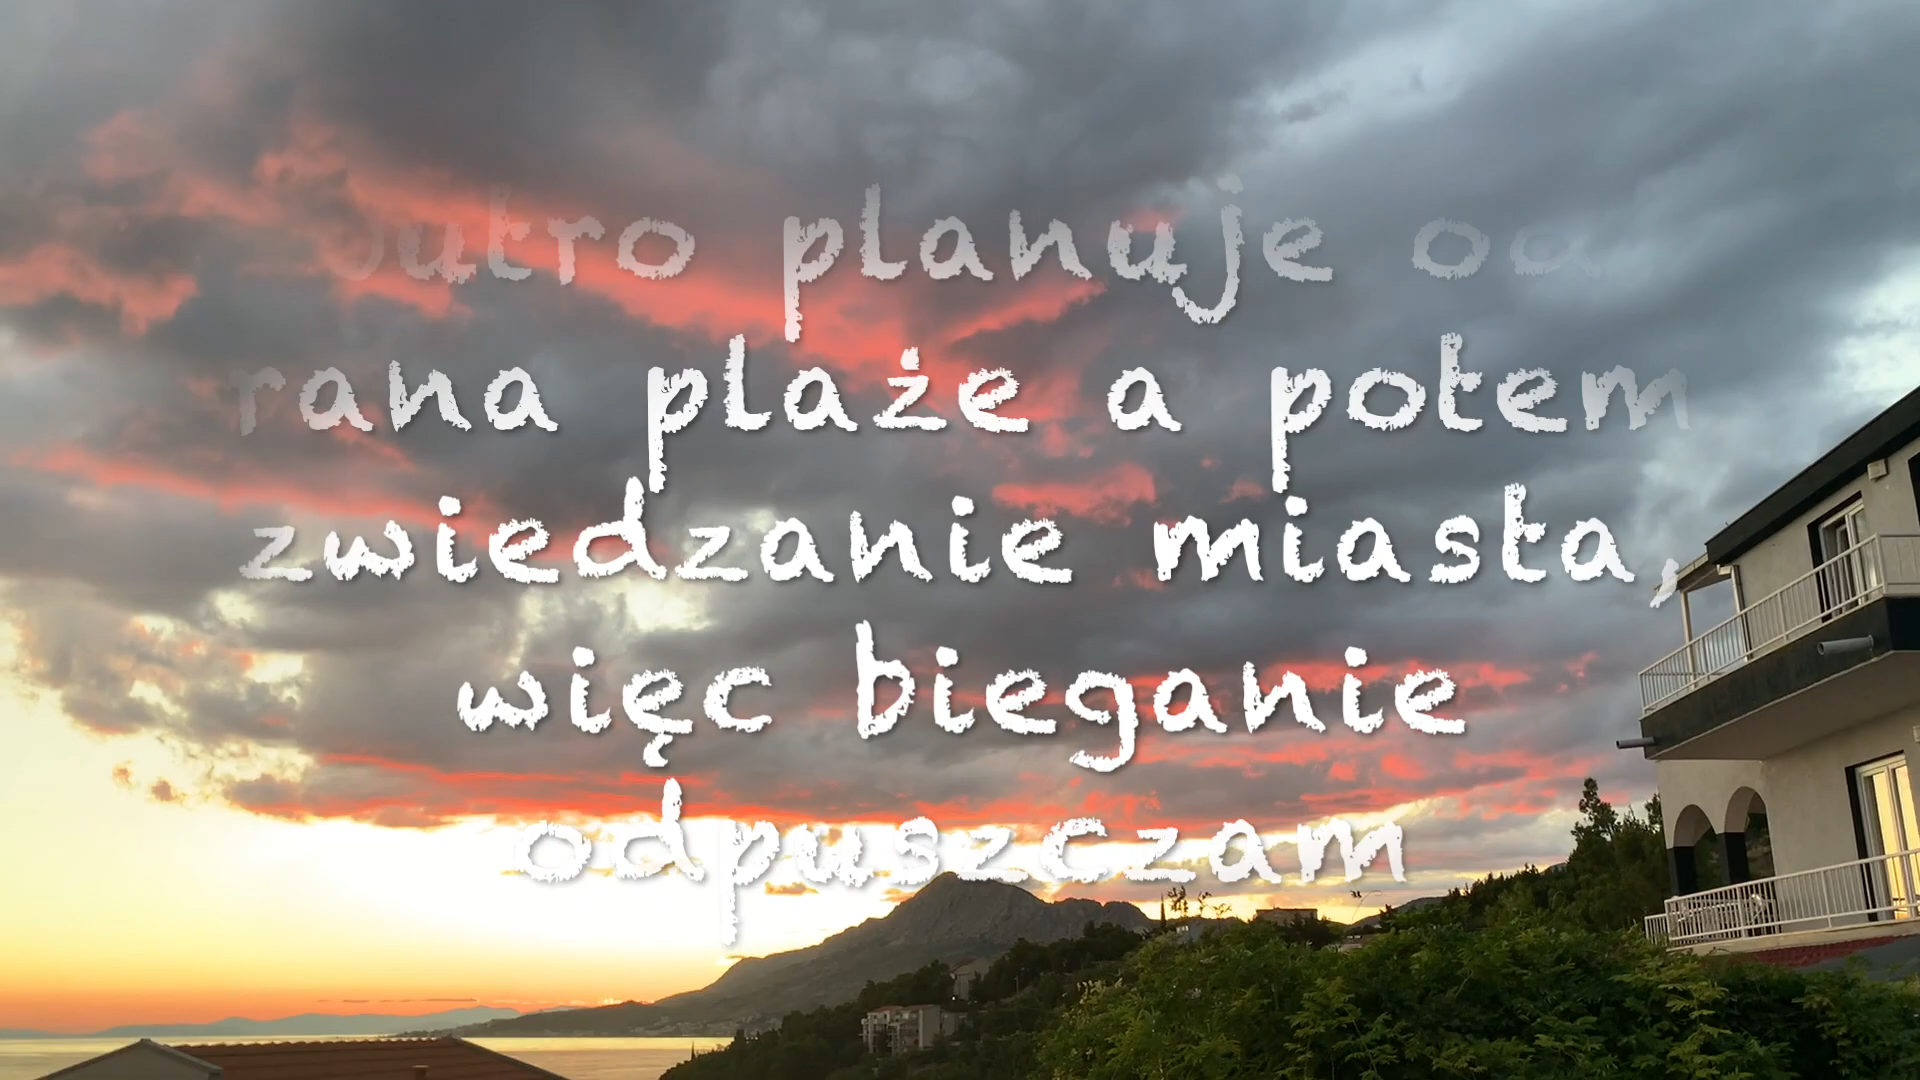 Jutro planuje od
rana plaże a potem
zwiedzanie miasta,
więc bieganie
odpuszczam